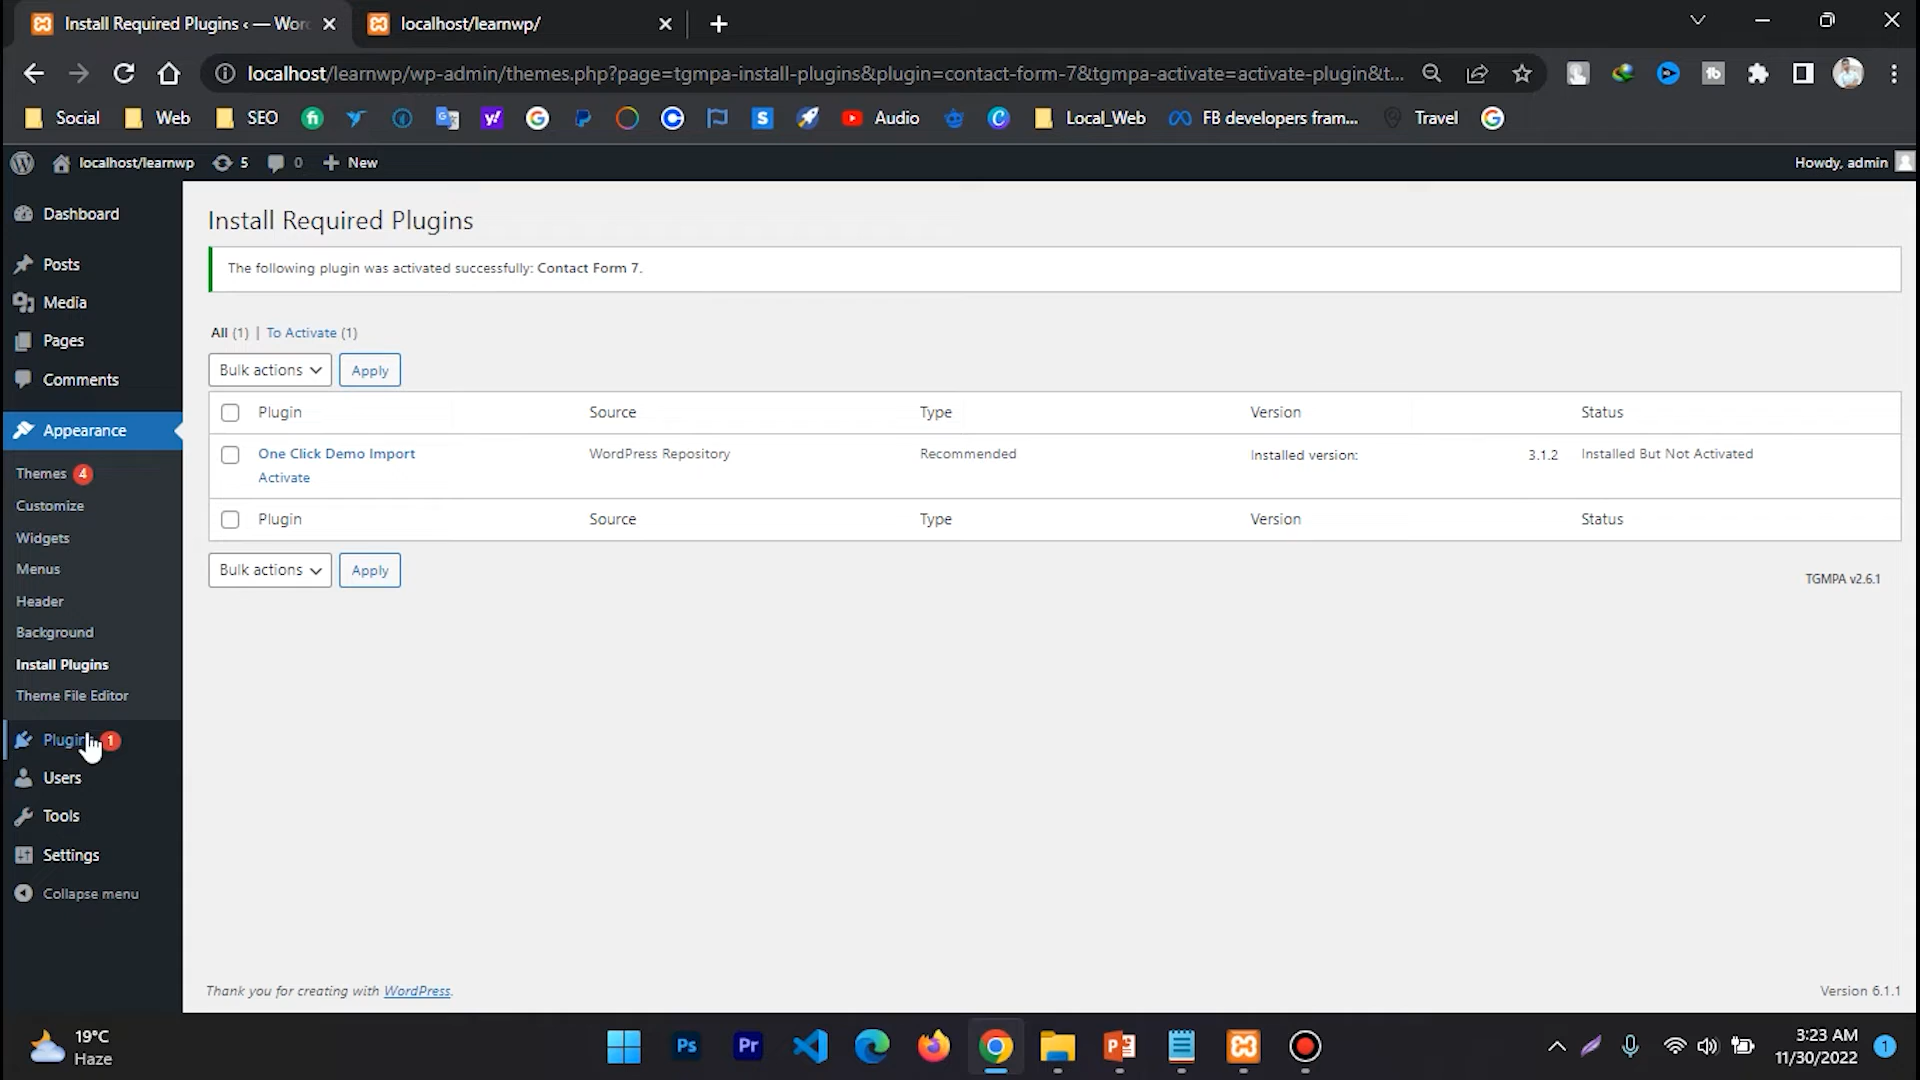 Install Required Plugins ‹ — Wor
localhost/learnwp/
localhost/learnwp/wp-admin/themes.php?page=tgmpa-install-plugins&plugin=contact-form-7&tgmpa-activate=activate-plugin&t...
Social
Web
SEO
Audio
Local_Web
FB developers fram...
Travel
localhost/learnwp
5
0
New
Howdy, admin
Dashboard
Posts
Media
Pages
Comments
Appearance
Themes 4
Customize
Widgets
Menus
Header
Background
Install Plugins
Theme File Editor
1
Users
Tools
Settings
Collapse menu
Install Required Plugins
The following plugin was activated successfully: Contact Form 7.
All (1) | To Activate (1)
Bulk actions
Apply
Plugin Source Type Version Status
One Click Demo Import WordPress Repository Recommended Installed version: 3.1.2 Installed But Not Activated
Activate
Plugin Source Type Version Status
Bulk actions
Apply
TGMPA v2.6.1
Thank you for creating with WordPress.
Version 6.1.1
19°C
Haze
Ps
Pr
3:23 AM
11/30/2022
1